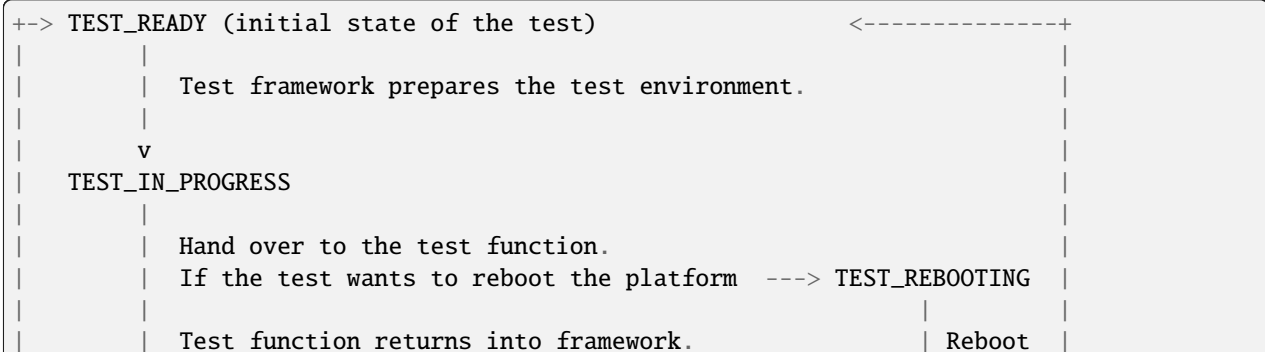 +-> TEST_READY (initial state of the test)              <--------------+
|       |                                                              |
|       |  Test framework prepares the test environment.               |
|       |                                                              |
|       v                                                              |
|   TEST_IN_PROGRESS                                                   |
|       |                                                              |
|       |  Hand over to the test function.                             |
|       |  If the test wants to reboot the platform  ---> TEST_REBOOTING |
|       |                                                   |          |
|       |  Test function returns into framework.            | Reboot   |